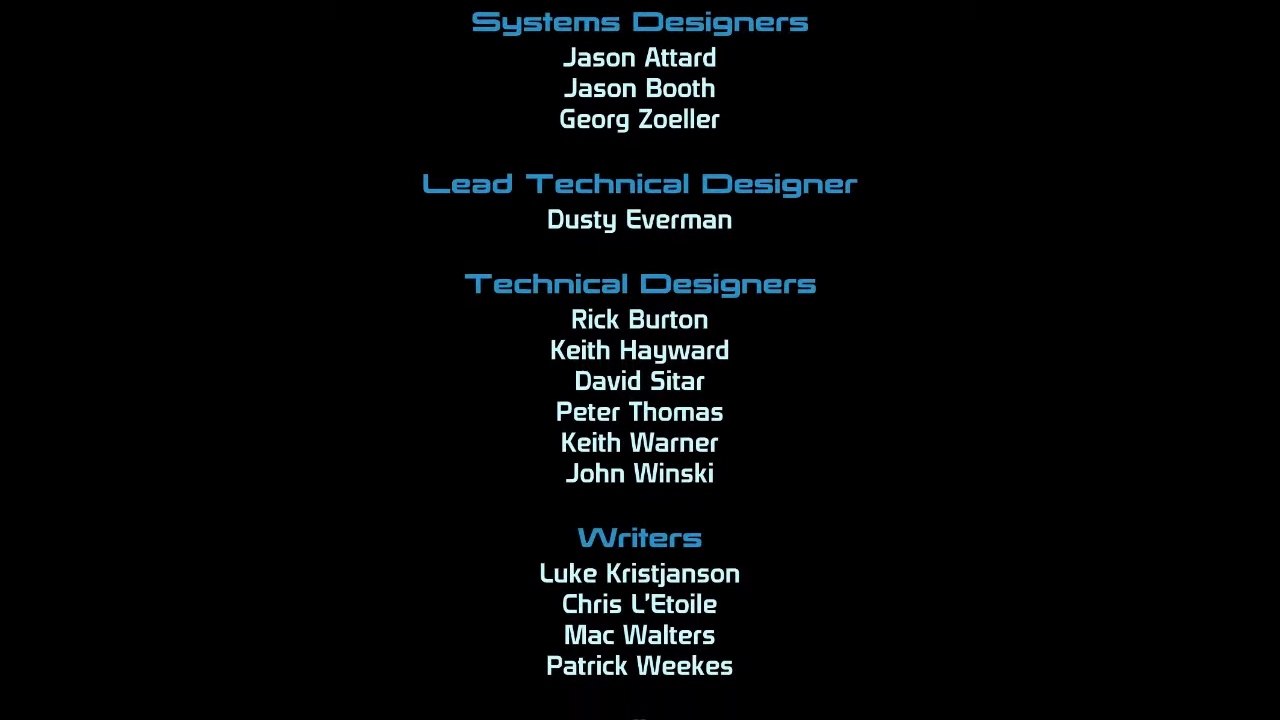 Systems Designers
Jason Attard
Jason Booth
Georg Zoeller
Lead Technical Designer
Dusty Everman
Technical Designers
Rick Burton
Keith Hayward
David Sitar
Peter Thomas
Keith Warner
John Winski
Writers
Luke Kristjanson
Chris L'Etoile
Mac Walters
Patrick Weekes